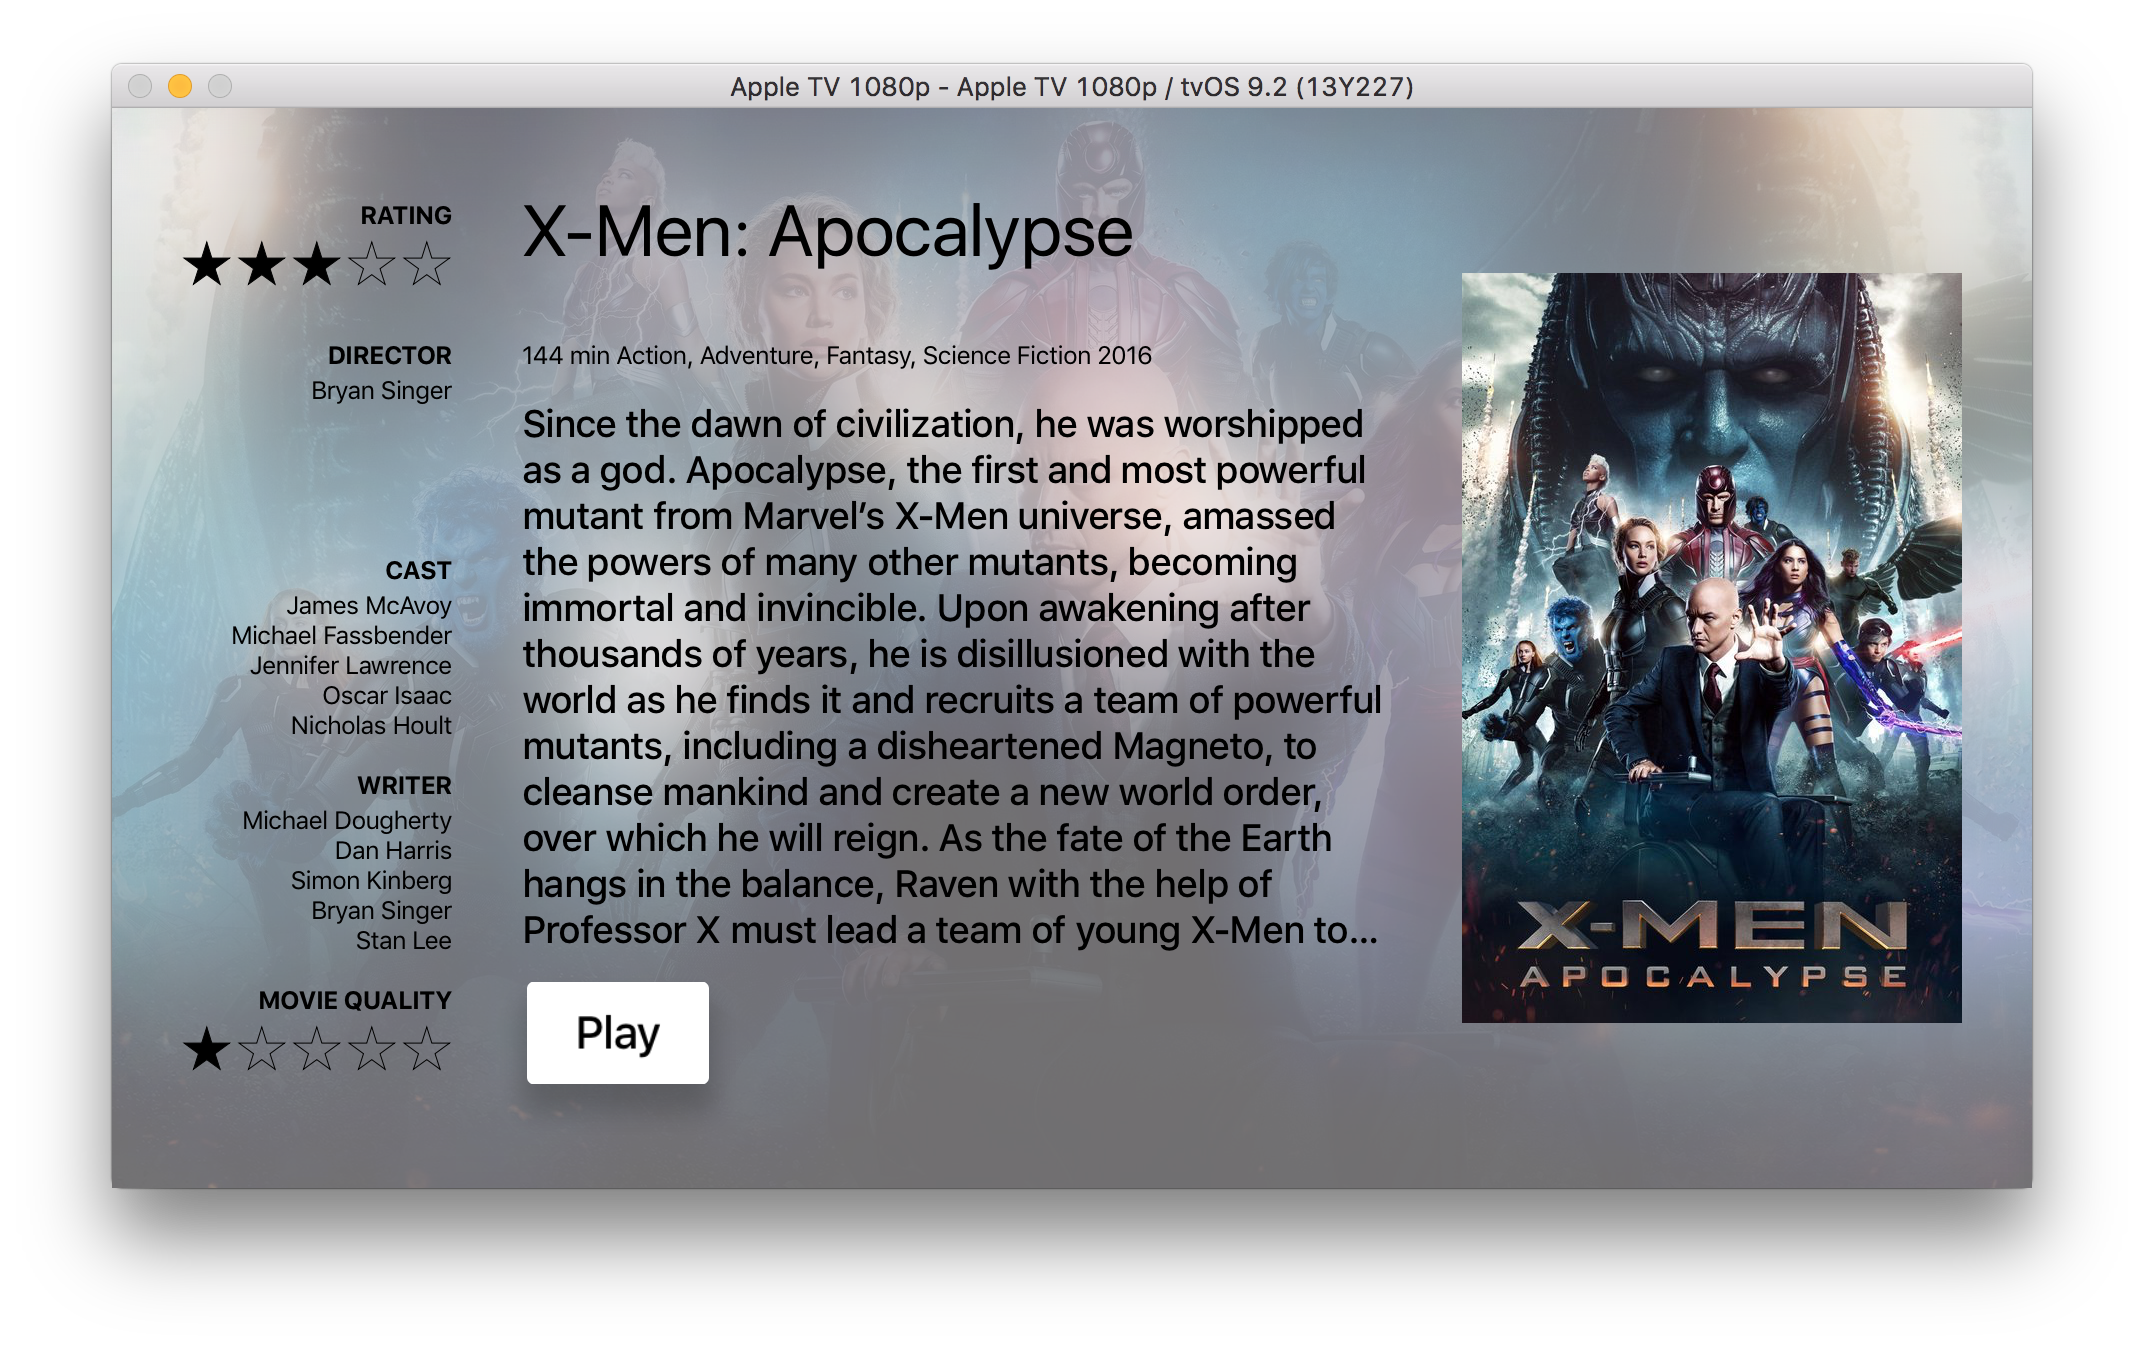 Apple TV 1080p - Apple TV 1080p / tvOS 9.2 (13Y227)
RATING
★★★☆☆
DIRECTOR
Bryan Singer
CAST
James McAvoy
Michael Fassbender
Jennifer Lawrence
Oscar Isaac
Nicholas Hoult
WRITER
Michael Dougherty
Dan Harris
Simon Kinberg
Bryan Singer
Stan Lee
MOVIE QUALITY
★☆☆☆☆
X-Men: Apocalypse
144 min Action, Adventure, Fantasy, Science Fiction 2016
Since the dawn of civilization, he was worshipped
as a god. Apocalypse, the first and most powerful
mutant from Marvel’s X-Men universe, amassed
the powers of many other mutants, becoming
immortal and invincible. Upon awakening after
thousands of years, he is disillusioned with the
world as he finds it and recruits a team of powerful
mutants, including a disheartened Magneto, to
cleanse mankind and create a new world order,
over which he will reign. As the fate of the Earth
hangs in the balance, Raven with the help of
Professor X must lead a team of young X-Men to...
Play
X-MEN
APOCALYPSE